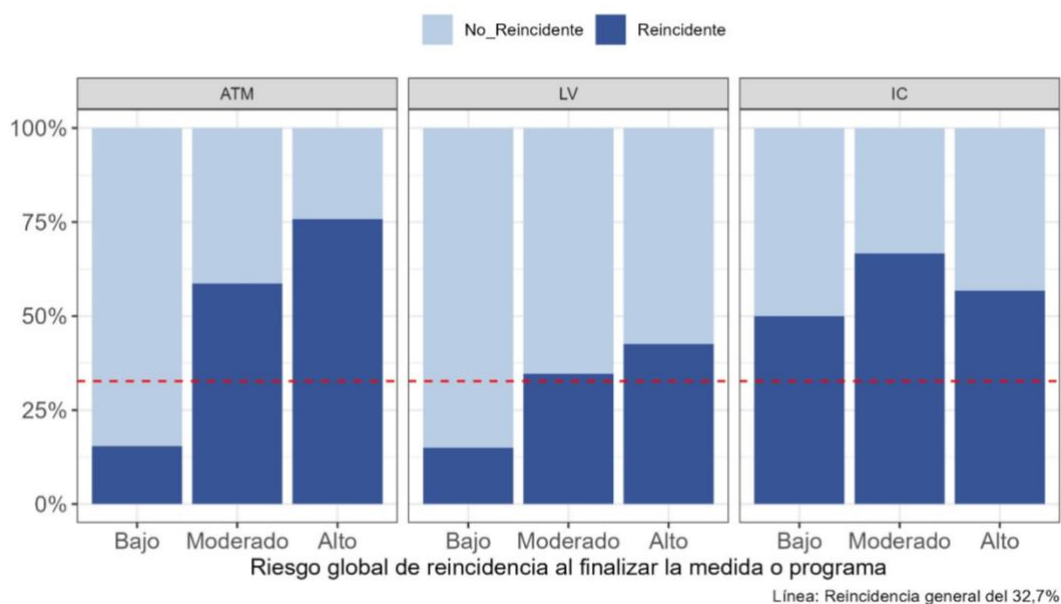 No_Reincidente Reincidente
ATM LV IC
100%
75%
50%
25%
0%
Bajo Moderado Alto Bajo Moderado Alto Bajo Moderado Alto
Riesgo global de reincidencia al finalizar la medida o programa
Línea: Reincidencia general del 32,7%